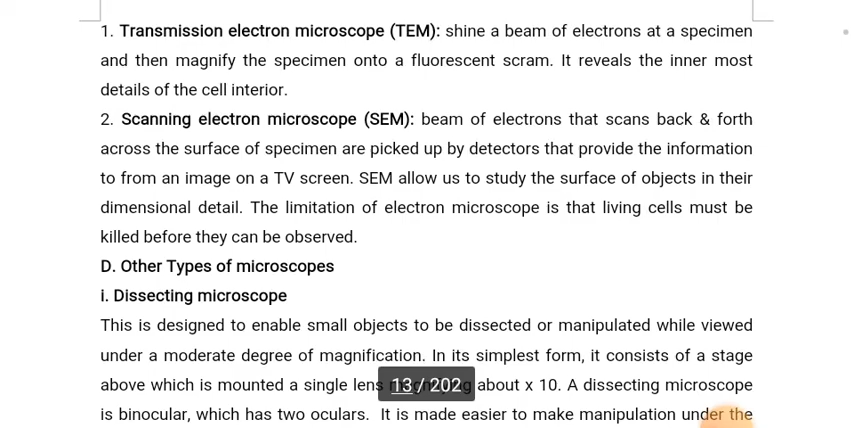 1. Transmission electron microscope (TEM): shine a beam of electrons at a specimen
and then magnify the specimen onto a fluorescent scram. It reveals the inner most
details of the cell interior.
2. Scanning electron microscope (SEM): beam of electrons that scans back & forth
across the surface of specimen are picked up by detectors that provide the information
to from an image on a TV screen. SEM allow us to study the surface of objects in their
dimensional detail. The limitation of electron microscope is that living cells must be
killed before they can be observed.
D. Other Types of microscopes
i. Dissecting microscope
This is designed to enable small objects to be dissected or manipulated while viewed
under a moderate degree of magnification. In its simplest form, it consists of a stage
above which is mounted a single lens about x 10. A dissecting microscope
13 / 202
is binocular, which has two oculars. It is made easier to make manipulation under the